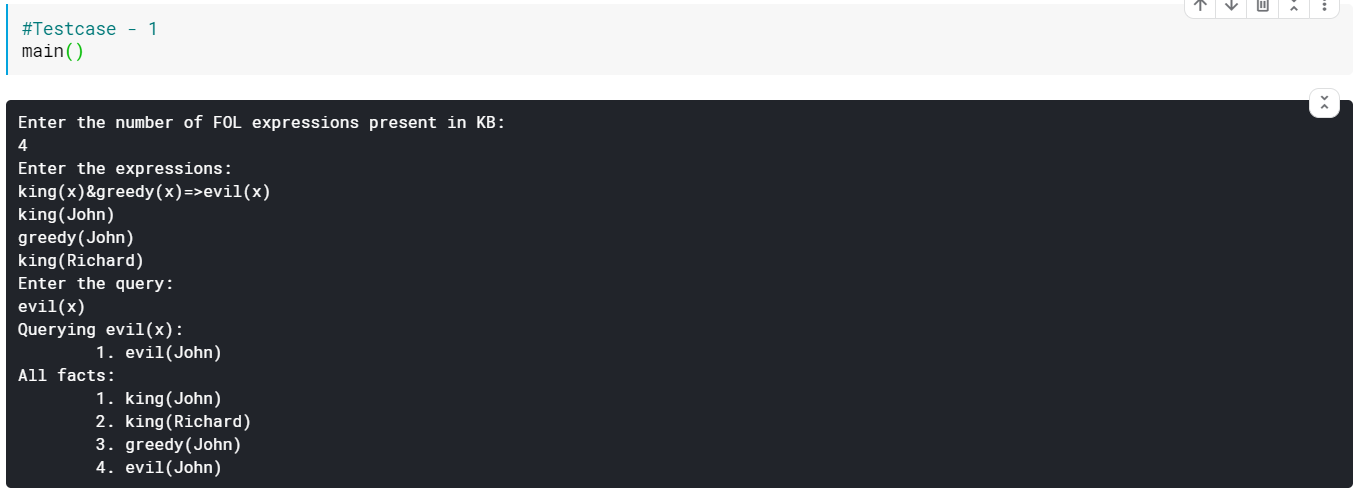 #Testcase - 1
main()
Enter the number of FOL expressions present in KB:
4
Enter the expressions:
king(x)&greedy(x)=>evil(x)
king(John)
greedy(John)
king(Richard)
Enter the query:
evil(x)
Querying evil(x):
1. evil(John)
All facts:
1. king(John)
2. king(Richard)
3. greedy(John)
4. evil(John)